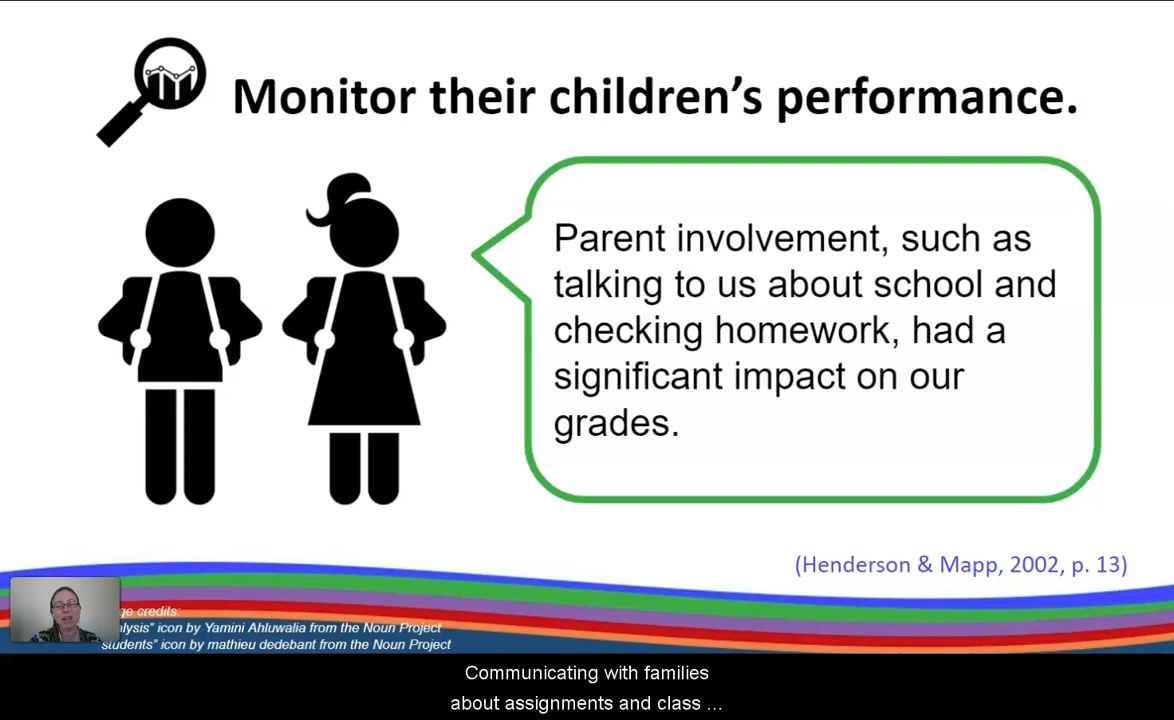 Monitor their children's performance.
Parent involvement, such as
talking to us about school and
checking homework, had a
significant impact on our
grades.
(Henderson & Mapp, 2002, p. 13)
credits:
icon by Yamini Ahluwalia from the Noun Project
students" icon by mathieu dedebant from the Noun Project
Communicating with families
about assignments and class ...